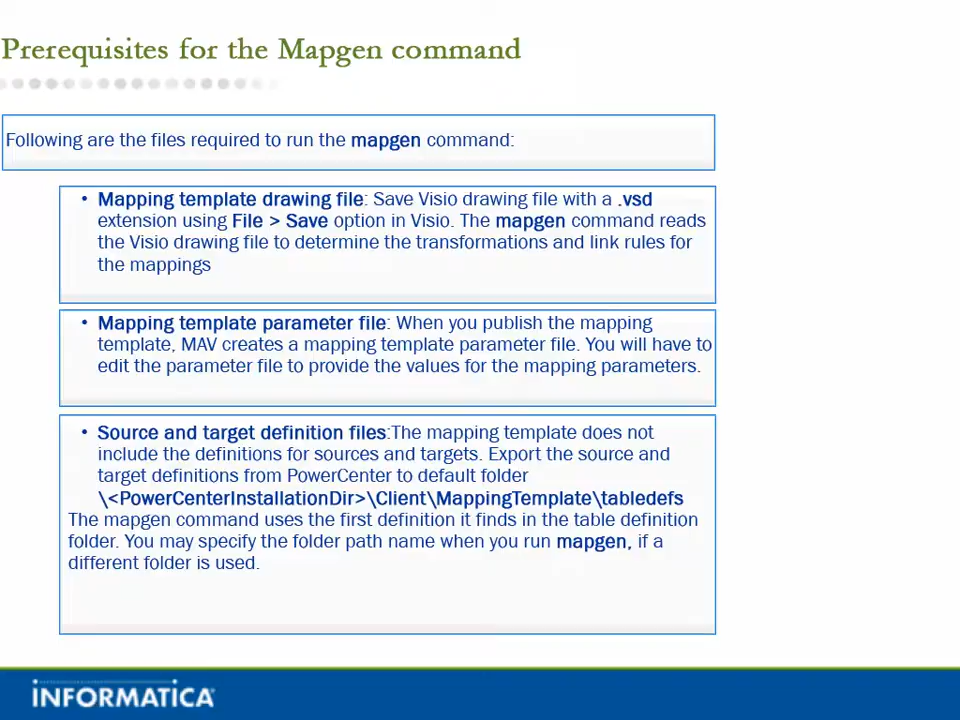 Prerequisites for the Mapgen command
Following are the files required to run the mapgen command:
• Mapping template drawing file: Save Visio drawing file with a .vsd
extension using File > Save option in Visio. The mapgen command reads
the Visio drawing file to determine the transformations and link rules for
the mappings
• Mapping template parameter file: When you publish the mapping
template, MAV creates a mapping template parameter file. You will have to
edit the parameter file to provide the values for the mapping parameters.
• Source and target definition files:The mapping template does not
include the definitions for sources and targets. Export the source and
target definitions from PowerCenter to default folder
\<PowerCenterInstallationDir>\Client\MappingTemplate\tabledefs
The mapgen command uses the first definition it finds in the table definition
folder. You may specify the folder path name when you run mapgen, if a
different folder is used.
INFORMATICA